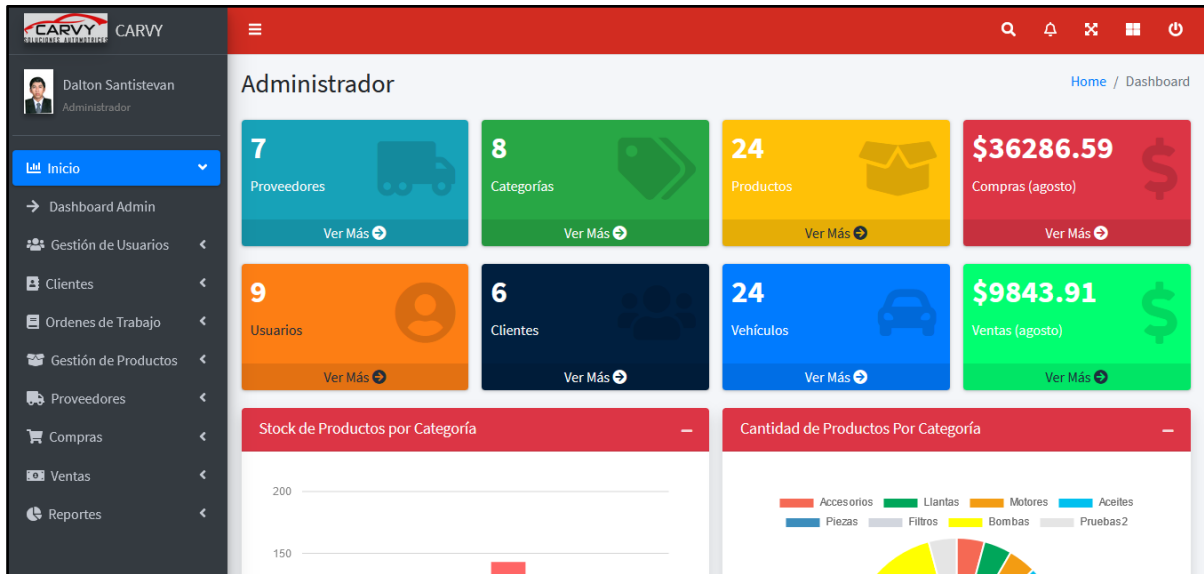 CARVY
SOLUCIONES AUTOMOTRICES
CARVY
Dalton Santistevan
Administrador
Inicio
Dashboard Admin
Gestión de Usuarios
Clientes
Ordenes de Trabajo
Gestión de Productos
Proveedores
Compras
Ventas
Reportes
Administrador
Home / Dashboard
7
Proveedores
Ver Más
8
Categorías
Ver Más
24
Productos
Ver Más
$36286.59
Compras (agosto)
Ver Más
9
Usuarios
Ver Más
6
Clientes
Ver Más
24
Vehículos
Ver Más
$9843.91
Ventas (agosto)
Ver Más
Stock de Productos por Categoría
200
150
Cantidad de Productos Por Categoría
Accesorios Llantas Motores Aceites
Piezas Filtros Bombas Pruebas2